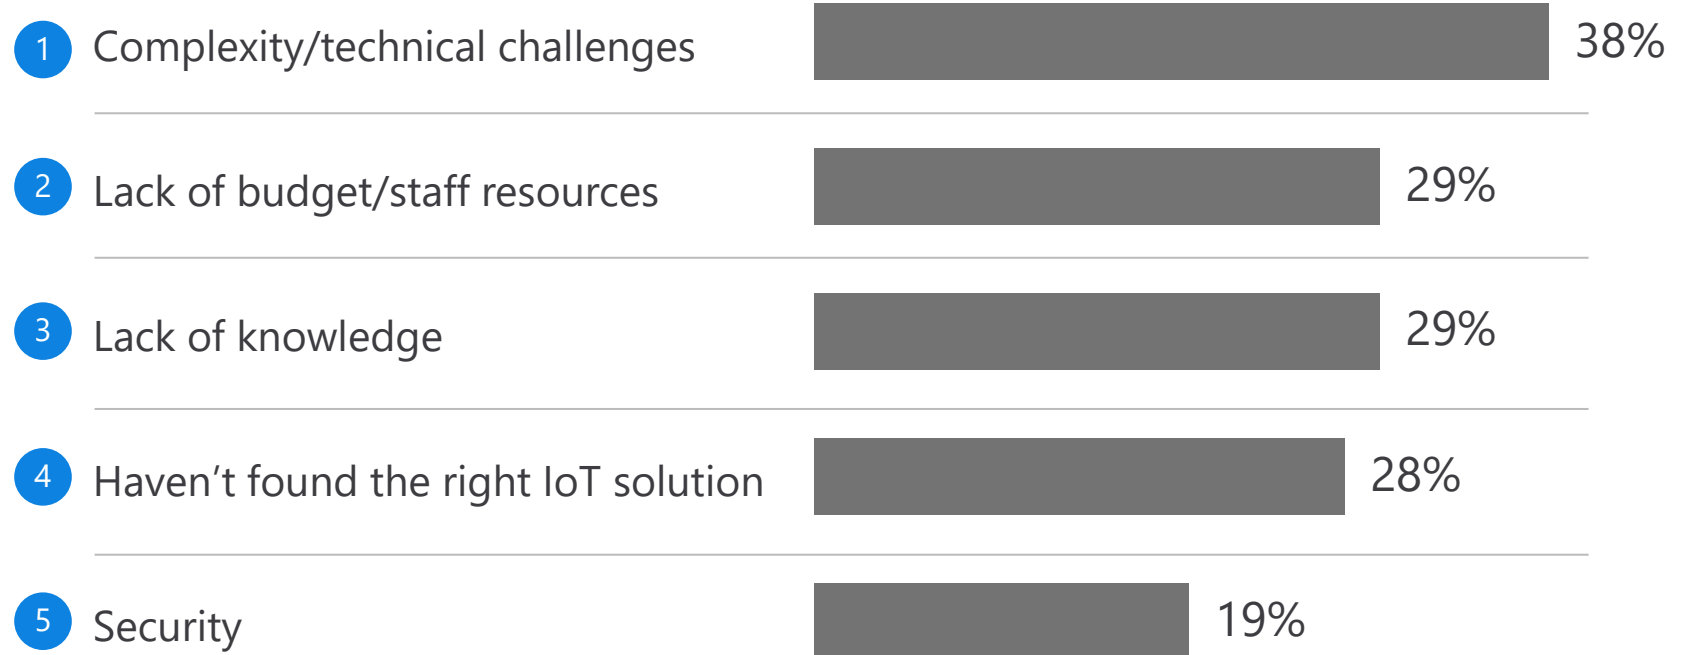 1 Complexity/technical challenges 38%
2 Lack of budget/staff resources 29%
3 Lack of knowledge 29%
4 Haven’t found the right IoT solution 28%
5 Security 19%